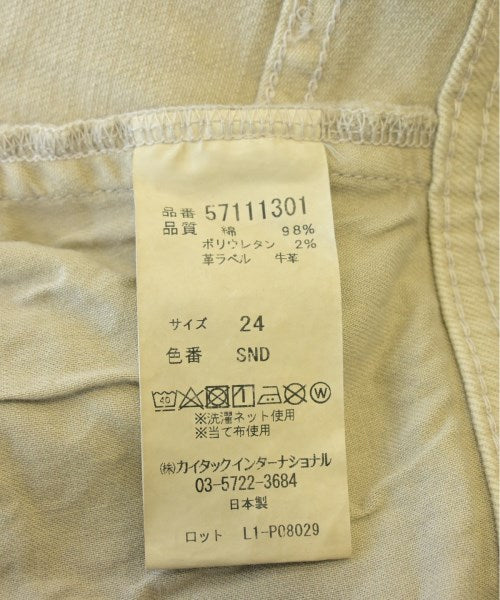 品番 57111301
品質 綿 98%
ポリウレタン 2%
革ラベル 牛革
サイズ 24
色番 SND
40 W
※洗濯ネット使用
※当て布使用
㈱カイタックインターナショナル
03-5722-3684
日本製
ロット L1-P08029